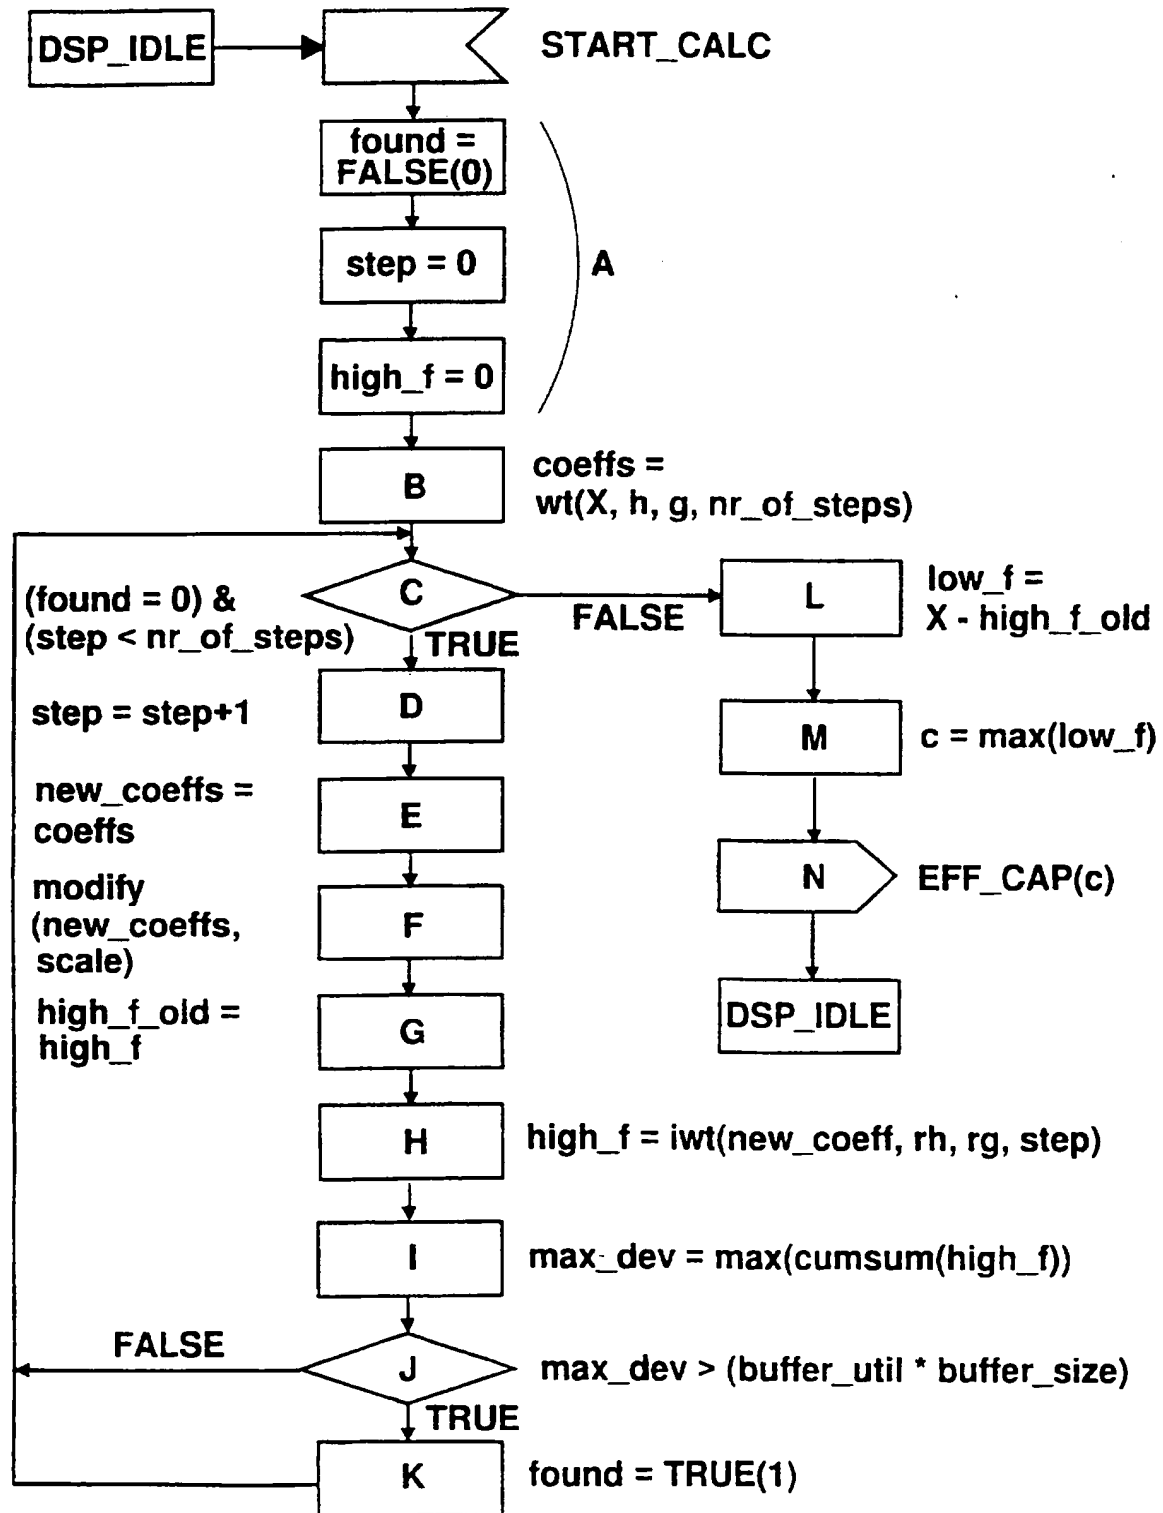 DSP_IDLE
START_CALC
found =
FALSE(0)
step = 0
A
high_f = 0
B
coeffs =
wt(X, h, g, nr_of_steps)
C
(found = 0) &
(step < nr_of_steps)
FALSE
TRUE
L
low_f =
X - high_f_old
D
step = step+1
M
c = max(low_f)
E
new_coeffs =
coeffs
N
EFF_CAP(c)
F
modify
(new_coeffs,
scale)
DSP_IDLE
G
high_f_old =
high_f
H
high_f = iwt(new_coeff, rh, rg, step)
I
max_dev = max(cumsum(high_f))
FALSE
J
max_dev > (buffer_util * buffer_size)
TRUE
K
found = TRUE(1)